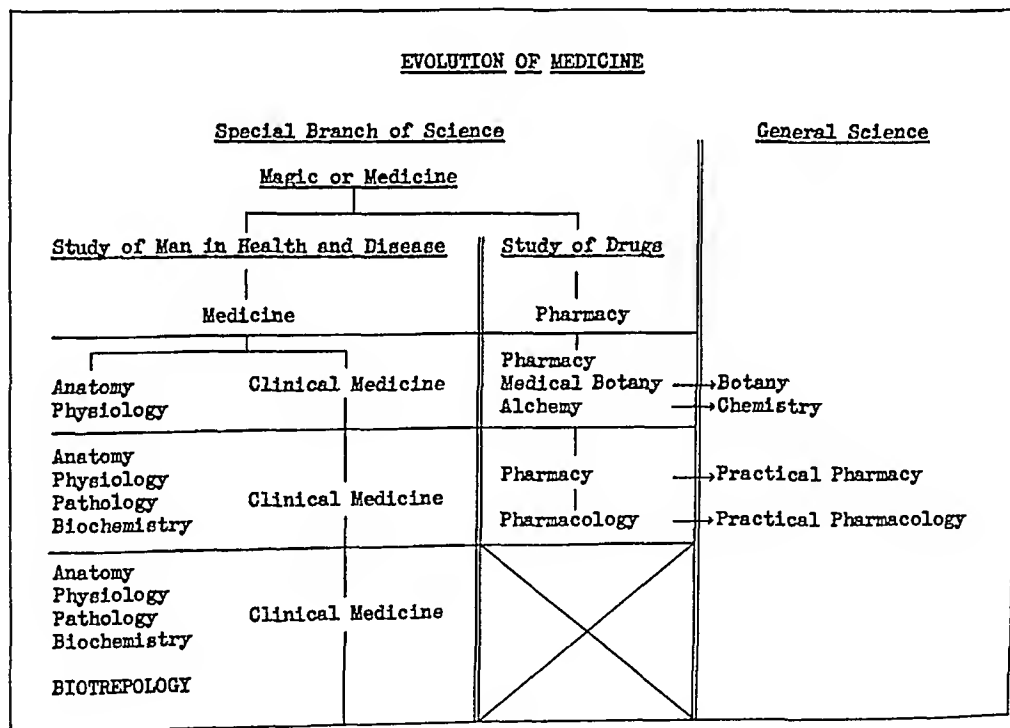 EVOLUTION OF MEDICINE
Special Branch of Science
General Science
Magic or Medicine
Study of Man in Health and Disease
Study of Drugs
Medicine
Pharmacy
Anatomy
Physiology
Clinical Medicine
Pharmacy
Medical Botany → Botany
Alchemy → Chemistry
Anatomy
Physiology
Pathology
Biochemistry
Clinical Medicine
Pharmacy → Practical Pharmacy
Pharmacology → Practical Pharmacology
Anatomy
Physiology
Pathology
Biochemistry
Clinical Medicine
BIOTREPOLOGY